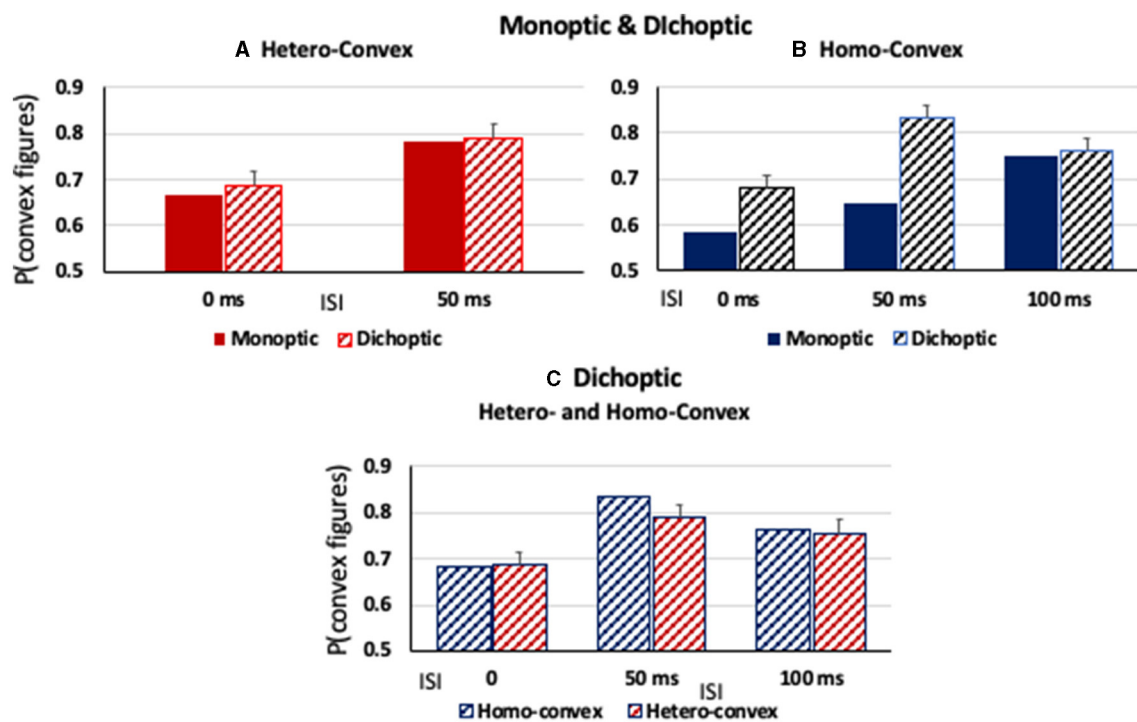 Monoptic & DIchoptic
A Hetero-Convex
B Homo-Convex
P(convex figures)
0.9
0.8
0.7
0.6
0.5
0 ms ISI 50 ms
Monoptic Dichoptic
0.9
0.8
0.7
0.6
0.5
ISI 0 ms 50 ms 100 ms
Monoptic Dichoptic
C Dichoptic
Hetero- and Homo-Convex
P(convex figures)
0.9
0.8
0.7
0.6
0.5
ISI 0 50 ms ISI 100 ms
Homo-convex Hetero-convex